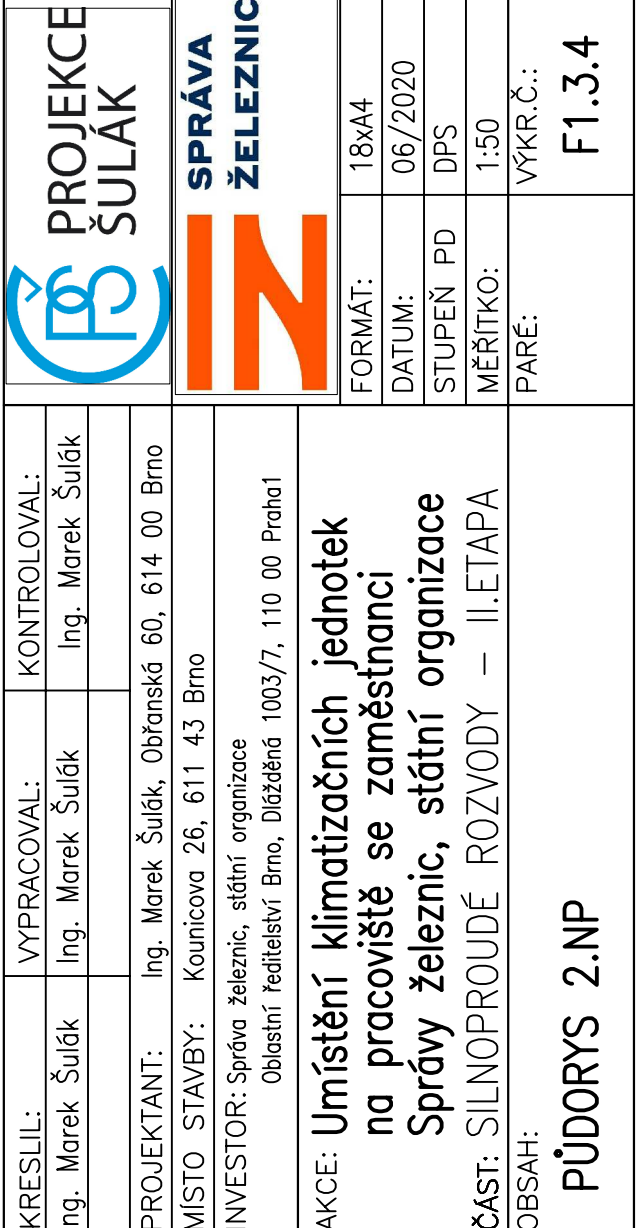 KRESLIL:
VYPRACOVAL:
KONTROLOVAL:
ng. Marek Šulák
Ing. Marek Šulák
Ing. Marek Šulák
PŠ PROJEKCE
ŠULÁK
PROJEKTANT: Ing. Marek Šulák, Obřanská 60, 614 00 Brno
MÍSTO STAVBY: Kounicova 26, 611 43 Brno
INVESTOR: Správa železnic, státní organizace
Oblastní ředitelství Brno, Dlážděná 1003/7, 110 00 Praha1
SPRÁVA
ŽELEZNIC
AKCE: Umístění klimatizačních jednotek
na pracoviště se zaměstnanci
Správy železnic, státní organizace
ČÁST: SILNOPROUDÉ ROZVODY – II.ETAPA
FORMÁT: 18xA4
DATUM: 06/2020
STUPEŇ PD DPS
MĚŘÍTKO: 1:50
OBSAH:
PŮDORYS 2.NP
PARÉ:
VÝKR.Č.:
F1.3.4